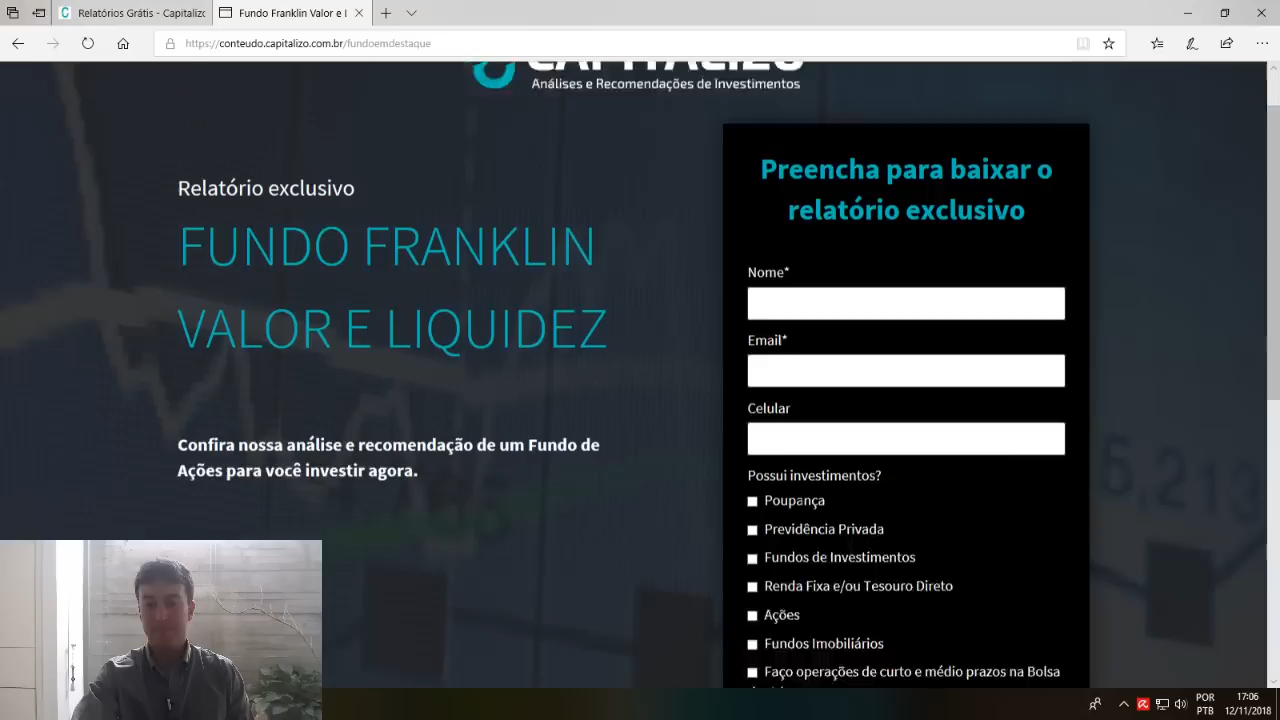 Relatório Grátis - Capitalizo
Fundo Franklin Valor e I
https://conteudo.capitalizo.com.br/fundoemdestaque
CAPITALIZO
Análises e Recomendações de Investimentos
Relatório exclusivo
FUNDO FRANKLIN
VALOR E LIQUIDEZ
Confira nossa análise e recomendação de um Fundo de
Ações para você investir agora.
Preencha para baixar o
relatório exclusivo
Nome*
Email*
Celular
Possui investimentos?
Poupança
Previdência Privada
Fundos de Investimentos
Renda Fixa e/ou Tesouro Direto
Ações
Fundos Imobiliários
Faço operações de curto e médio prazos na Bolsa
POR
PTB
17:06
12/11/2018